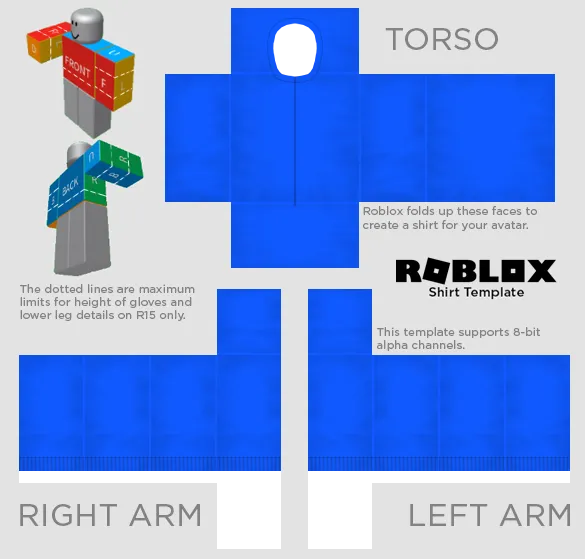 TORSO
FRONT
F
L
U
D
R
U
R
B
BACK
R
Roblox folds up these faces to
create a shirt for your avatar.
ROBLOX
Shirt Template
The dotted lines are maximum
limits for height of gloves and
lower leg details on R15 only.
This template supports 8-bit
alpha channels.
RIGHT ARM
LEFT ARM